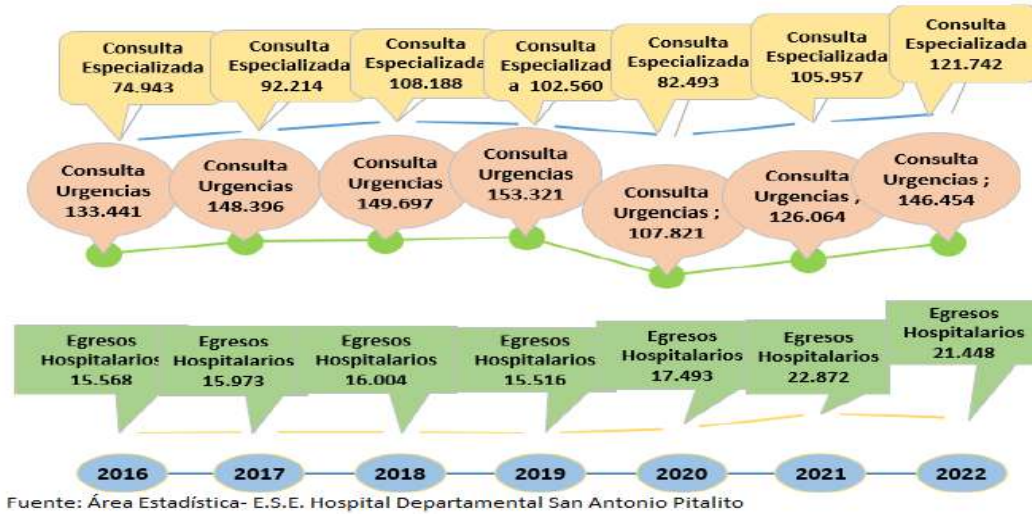 Consulta
Especializada
74.943
Consulta
Especializada
92.214
Consulta
Especializada
108.188
Consulta
Especializad
a 102.560
Consulta
Especializada
82.493
Consulta
Especializada
105.957
Consulta
Especializada
121.742
Consulta
Urgencias
133.441
Consulta
Urgencias
148.396
Consulta
Urgencias
149.697
Consulta
Urgencias
153.321
Consulta
Urgencias ;
107.821
Consulta
Urgencias ;
126.064
Consulta
Urgencias ;
146.454
Egresos
Hospitalarios
15.568
Egresos
Hospitalarios
15.973
Egresos
Hospitalarios
16.004
Egresos
Hospitalarios
15.516
Egresos
Hospitalarios
17.493
Egresos
Hospitalarios
22.872
Egresos
Hospitalarios
21.448
2016 2017 2018 2019 2020 2021 2022
Fuente: Área Estadística- E.S.E. Hospital Departamental San Antonio Pitalito